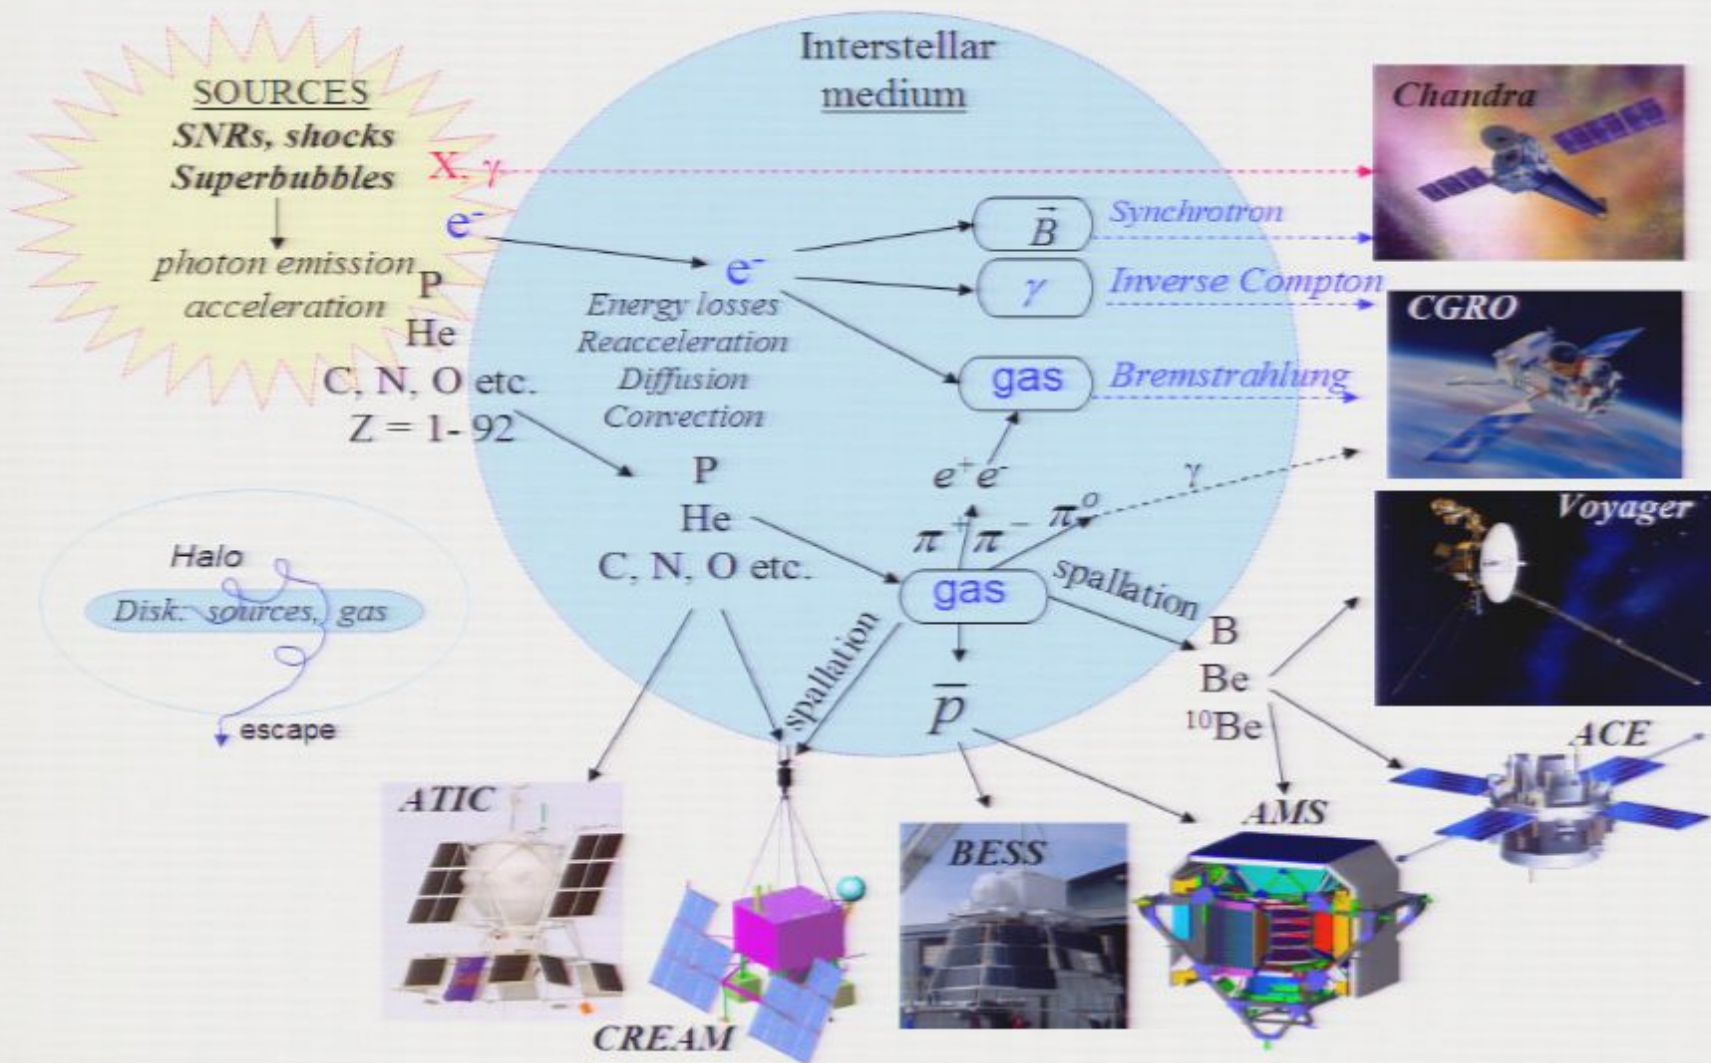 SOURCES
SNRs, shocks
Superbubbles
photon emission
acceleration
X, γ
e⁻
P
He
C, N, O etc.
Z = 1- 92
Interstellar
medium
e⁻
Energy losses
Reacceleration
Diffusion
Convection
B⃗
Synchrotron
γ
Inverse Compton
gas
Bremstrahlung
e⁺e⁻
π⁺π⁻
π⁰
γ
P
He
C, N, O etc.
gas
spallation
spallation
p̅
B
Be
¹⁰Be
Halo
Disk: sources, gas
escape
Chandra
CGRO
Voyager
ACE
ATIC
CREAM
BESS
AMS